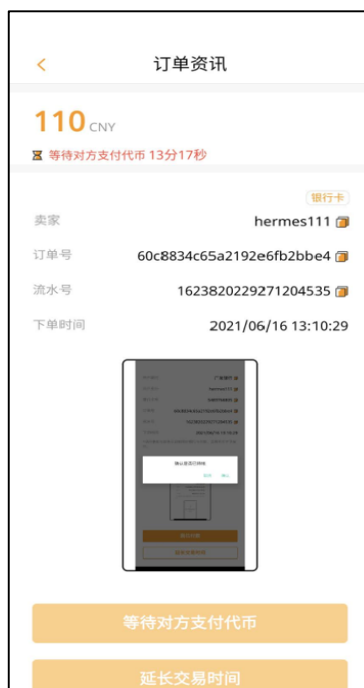 订单资讯
110 CNY
等待对方支付代币 13分17秒
银行卡
卖家 hermes111
订单号 60c8834c65a2192e6fb2bbe4
流水号 1623820229271204535
下单时间 2021/06/16 13:10:29
等待对方支付代币
延长交易时间